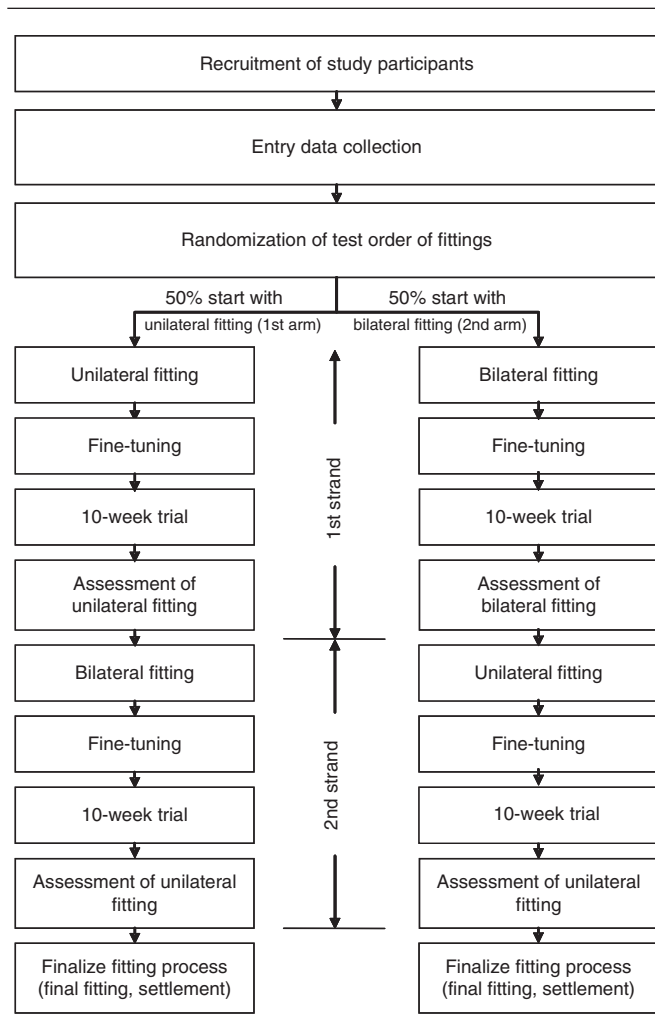 Recruitment of study participants
Entry data collection
Randomization of test order of fittings
50% start with
unilateral fitting (1st arm)
50% start with
bilateral fitting (2nd arm)
Unilateral fitting
Fine-tuning
10-week trial
Assessment of
unilateral fitting
Bilateral fitting
Fine-tuning
10-week trial
Assessment of unilateral
fitting
Finalize fitting process
(final fitting, settlement)
1st strand
2nd strand
Bilateral fitting
Fine-tuning
10-week trial
Assessment of
bilateral fitting
Unilateral fitting
Fine-tuning
10-week trial
Assessment of unilateral
fitting
Finalize fitting process
(final fitting, settlement)